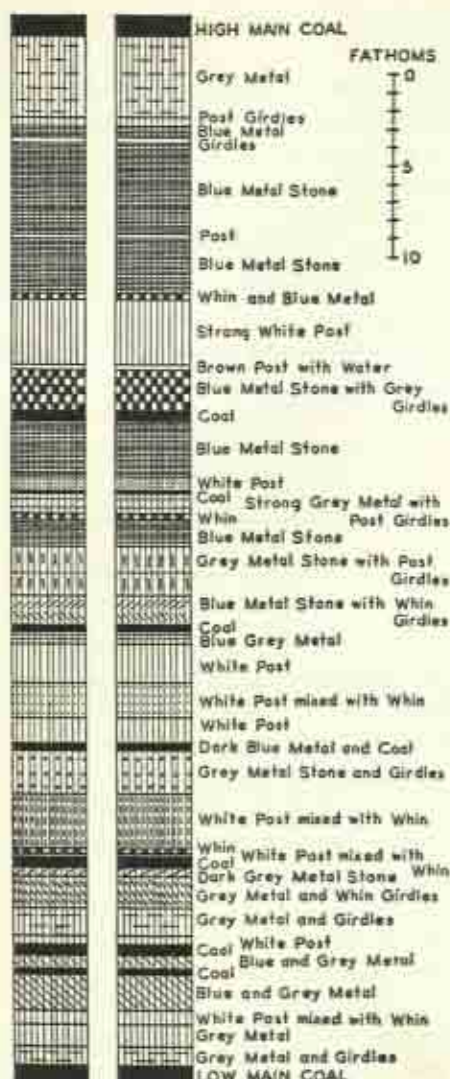 HIGH MAIN COAL
FATHOMS
0
5
10
Grey Metal
Post Girdles
Blue Metal
Girdles
Blue Metal Stone
Post
Blue Metal Stone
Whin and Blue Metal
Strong White Post
Brown Post with Water
Blue Metal Stone with Grey
Girdles
Coal
Blue Metal Stone
White Post
Coal
Strong Grey Metal with
Post Girdles
Whin
Blue Metal Stone
Grey Metal Stone with Post
Girdles
Blue Metal Stone with Whin
Girdles
Coal
Blue Grey Metal
White Post
White Post mixed with Whin
White Post
Dark Blue Metal and Coal
Grey Metal Stone and Girdles
White Post mixed with Whin
Whin
Coal
White Post mixed with
Whin
Dark Grey Metal Stone
Grey Metal and Whin Girdles
Grey Metal and Girdles
White Post
Coal
Blue and Grey Metal
Coal
Blue and Grey Metal
White Post mixed with Whin
Grey Metal
Grey Metal and Girdles
LOW MAIN COAL